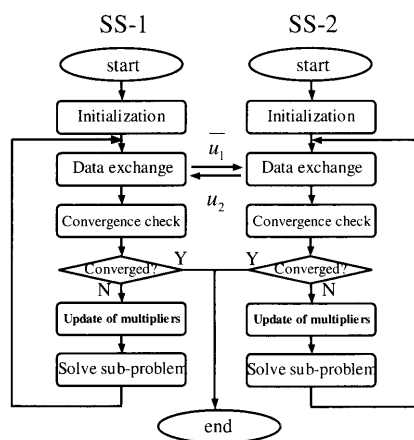 SS-1
SS-2
start
start
Initialization
Initialization
u̅₁
Data exchange
Data exchange
u₂
Convergence check
Convergence check
Converged?
Y
Y
Converged?
N
N
Update of multipliers
Update of multipliers
Solve sub-problem
Solve sub-problem
end